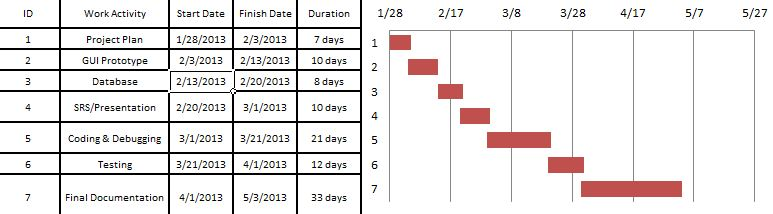 ID Work Activity Start Date Finish Date Duration
1 Project Plan 1/28/2013 2/3/2013 7 days
2 GUI Prototype 2/3/2013 2/13/2013 10 days
3 Database 2/13/2013 2/20/2013 8 days
4 SRS/Presentation 2/20/2013 3/1/2013 10 days
5 Coding & Debugging 3/1/2013 3/21/2013 21 days
6 Testing 3/21/2013 4/1/2013 12 days
7 Final Documentation 4/1/2013 5/3/2013 33 days
1/28 2/17 3/8 3/28 4/17 5/7 5/27
1
2
3
4
5
6
7